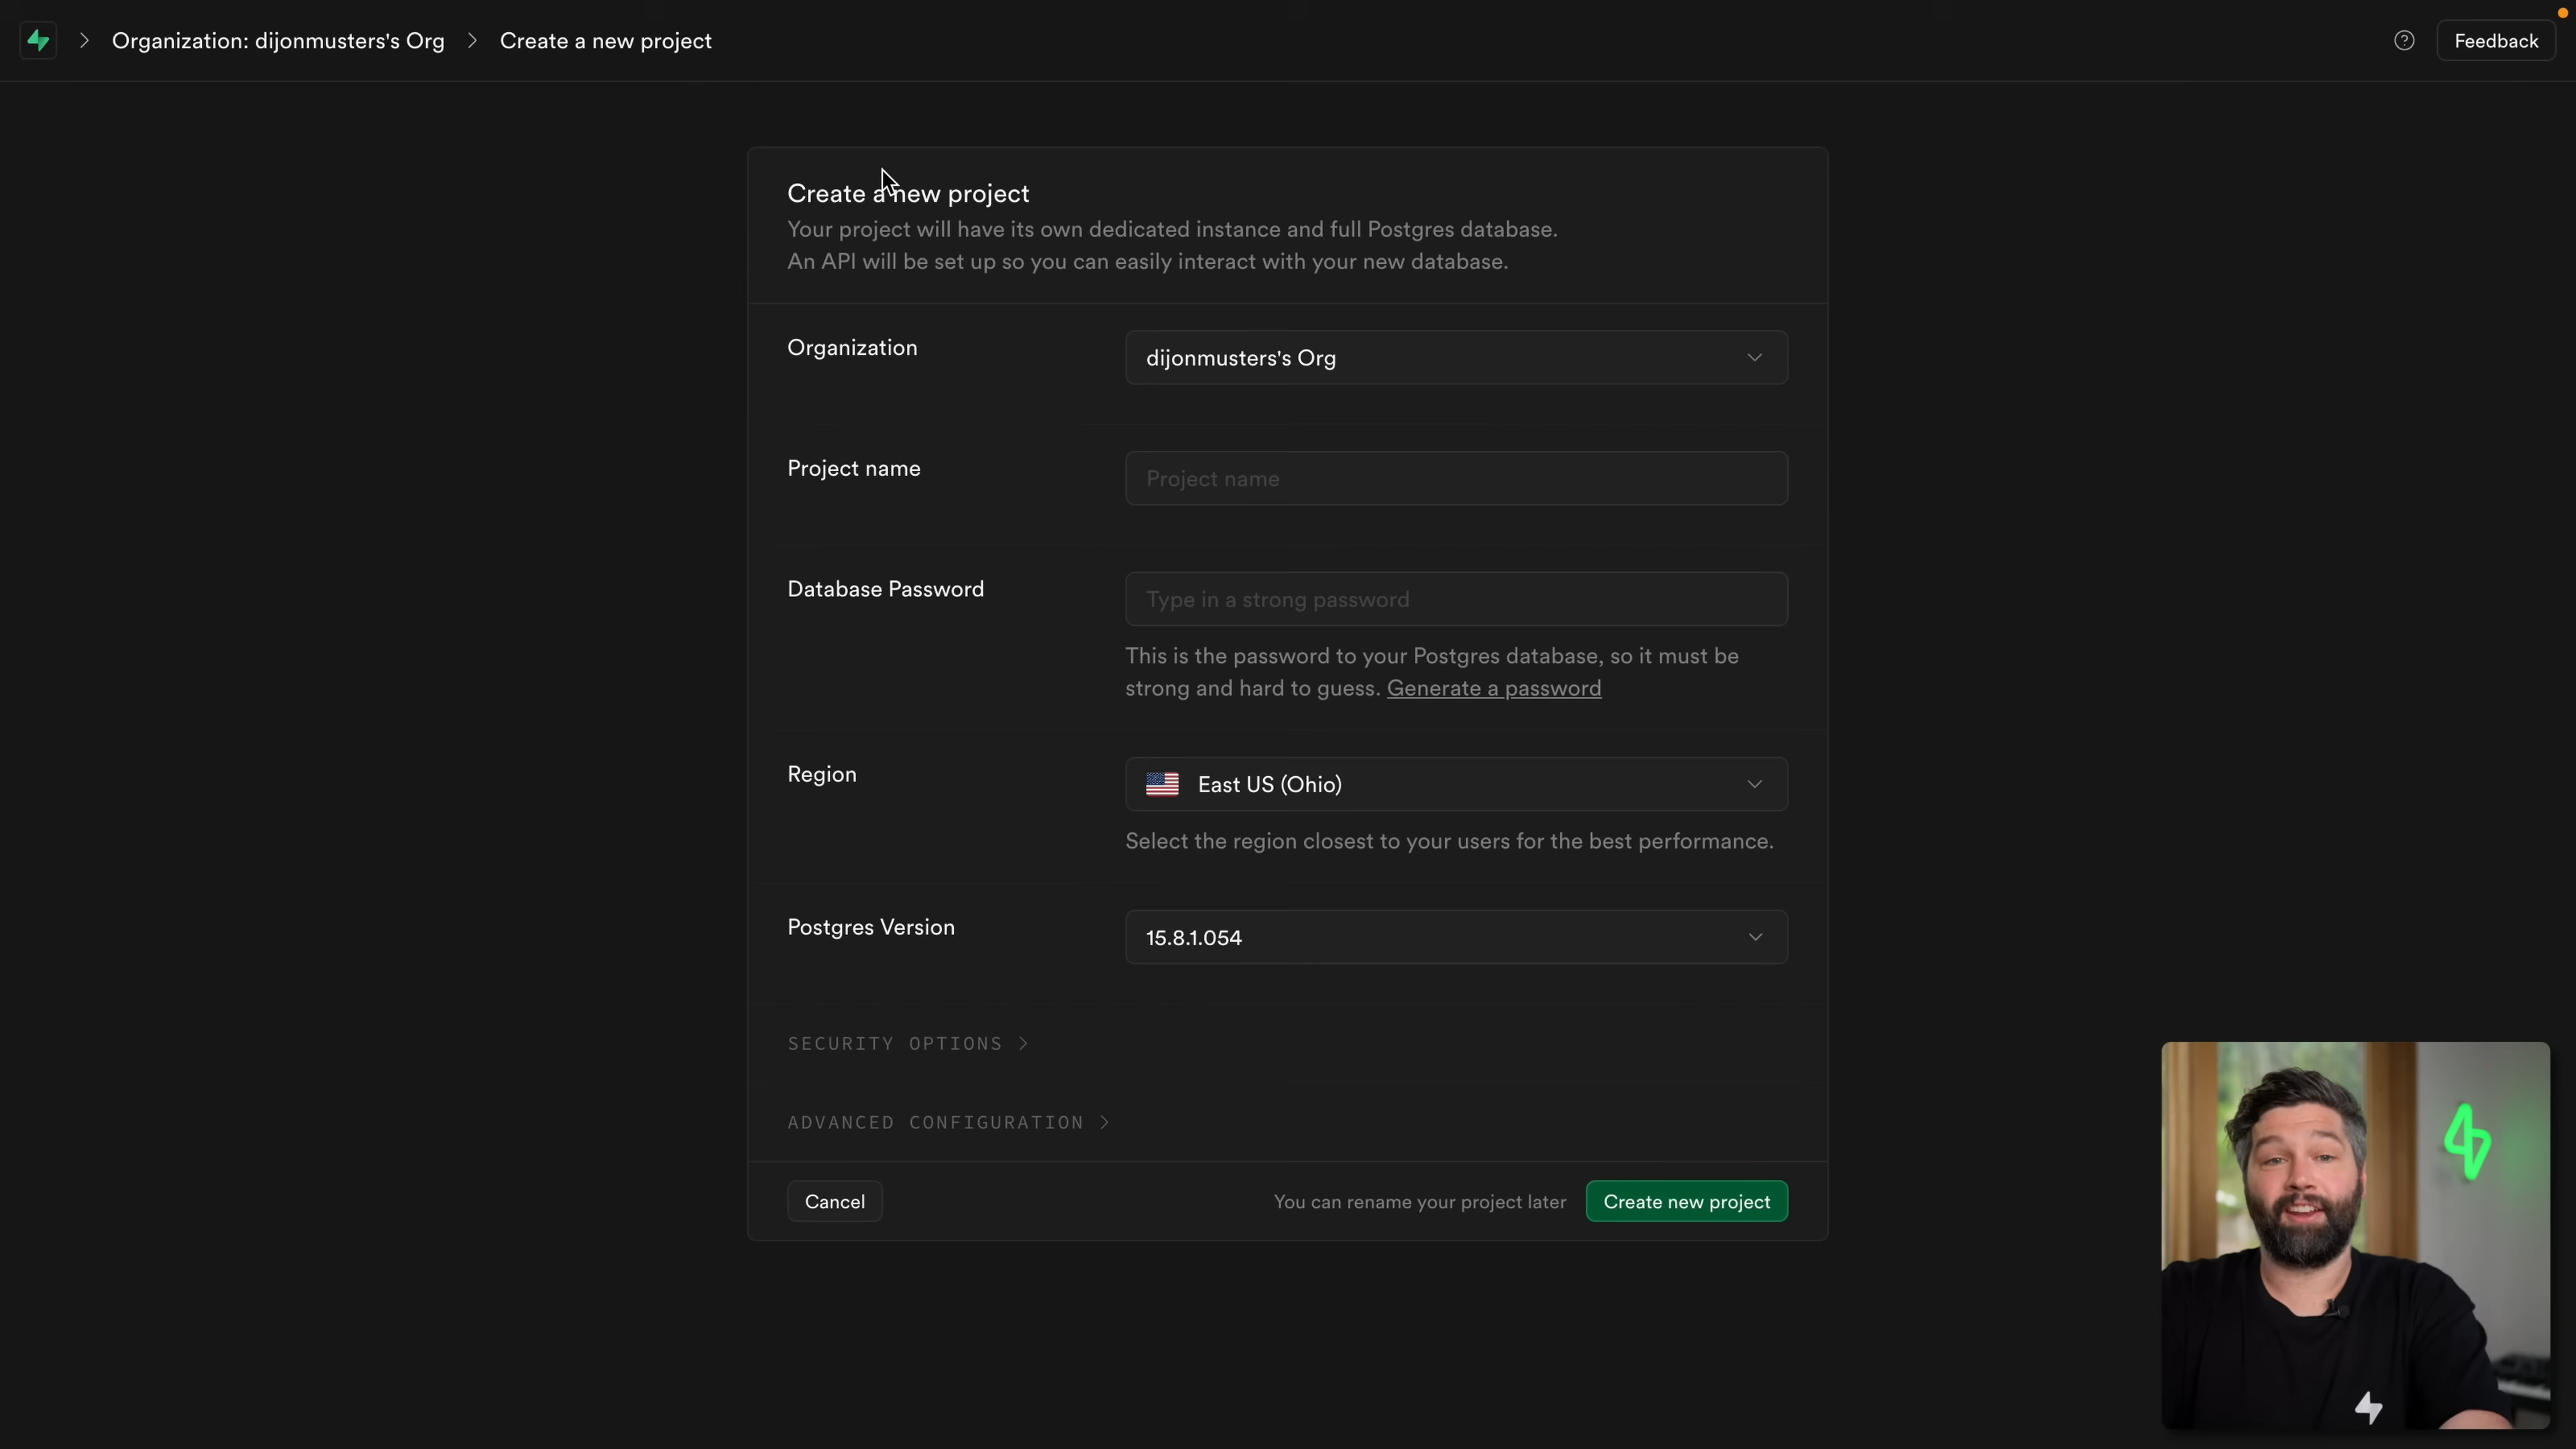 Organization: dijonmusters's Org
Create a new project
Feedback
Create a new project
Your project will have its own dedicated instance and full Postgres database.
An API will be set up so you can easily interact with your new database.
Organization
dijonmusters's Org
Project name
Project name
Database Password
Type in a strong password
This is the password to your Postgres database, so it must be
strong and hard to guess. Generate a password
Region
East US (Ohio)
Select the region closest to your users for the best performance.
Postgres Version
15.8.1.054
SECURITY OPTIONS
ADVANCED CONFIGURATION
Cancel
You can rename your project later
Create new project